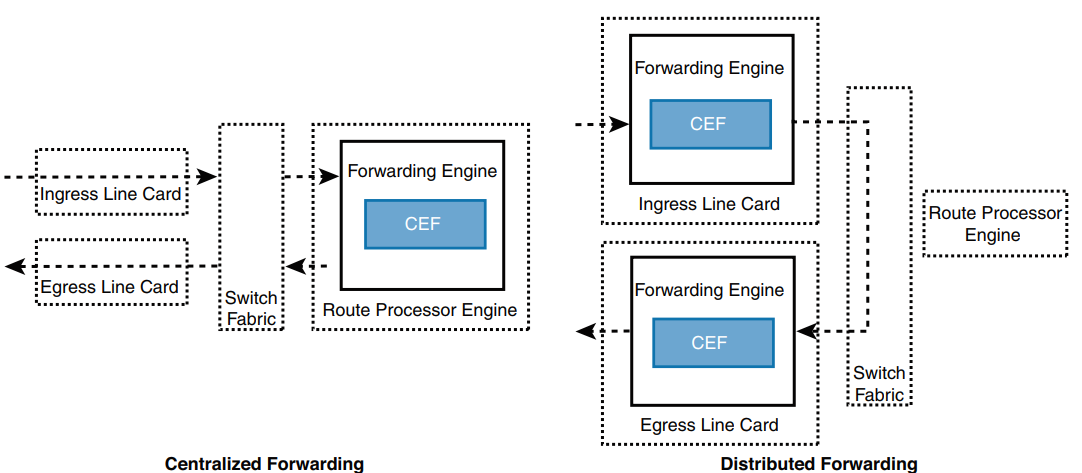 Ingress Line Card
Egress Line Card
Switch
Fabric
Forwarding Engine
CEF
Route Processor Engine
Centralized Forwarding
Forwarding Engine
CEF
Ingress Line Card
Forwarding Engine
CEF
Egress Line Card
Switch
Fabric
Route Processor
Engine
Distributed Forwarding